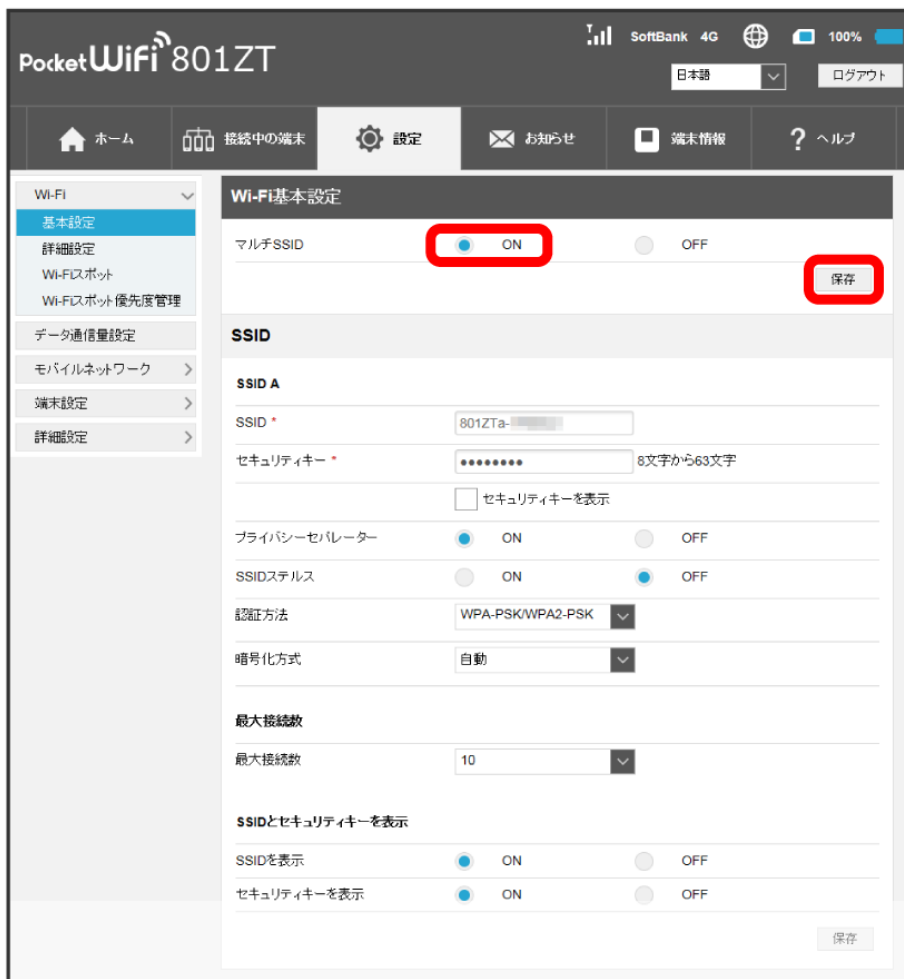 SoftBank 4G 100%
PocketWiFi 801ZT
日本語 ログアウト
ホーム 接続中の端末 設定 お知らせ 端末情報 ヘルプ
Wi-Fi
基本設定
詳細設定
Wi-Fiスポット
Wi-Fiスポット優先度管理
データ通信量設定
モバイルネットワーク
端末設定
詳細設定
Wi-Fi基本設定
マルチSSID ON OFF
保存
SSID
SSID A
SSID * 801ZTa-
セキュリティキー * •••••••• 8文字から63文字
セキュリティキーを表示
プライバシーセパレーター ON OFF
SSIDステルス ON OFF
認証方法 WPA-PSK/WPA2-PSK
暗号化方式 自動
最大接続数
最大接続数 10
SSIDとセキュリティキーを表示
SSIDを表示 ON OFF
セキュリティキーを表示 ON OFF
保存